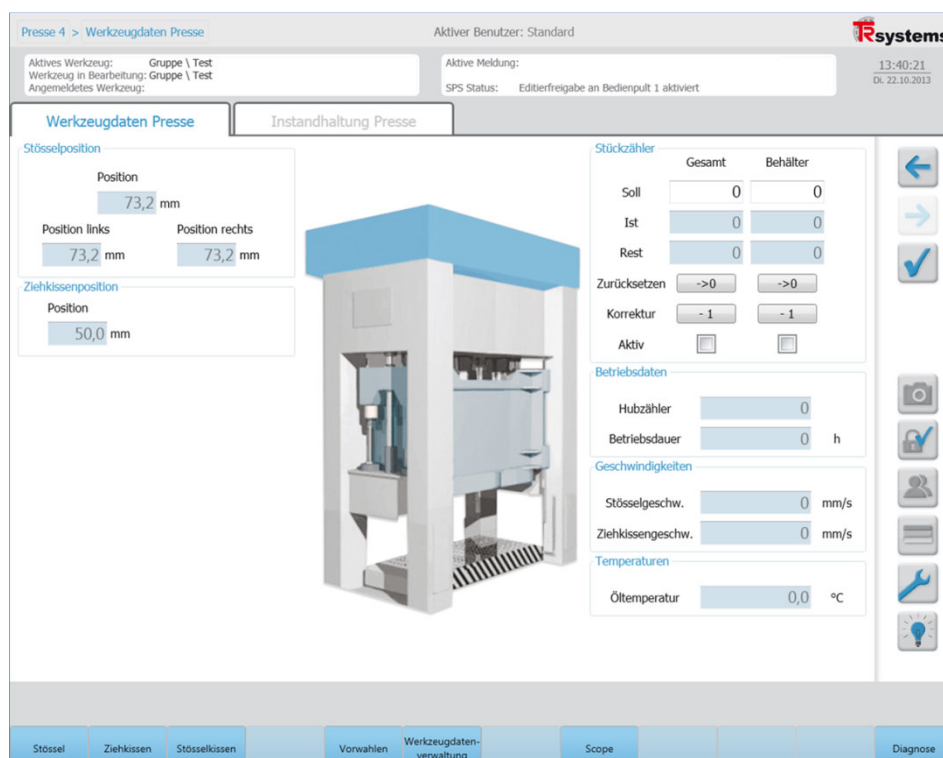 Presse 4 > Werkzeugdaten Presse
Aktiver Benutzer: Standard
TRsystems
Aktives Werkzeug: Gruppe \ Test
Werkzeug in Bearbeitung: Gruppe \ Test
Angemeldetes Werkzeug:
Aktive Meldung:
SPS Status: Editierfreigabe an Bedienpult 1 aktiviert
13:40:21
Di. 22.10.2013
Werkzeugdaten Presse
Instandhaltung Presse
Stösselposition
Position
73,2 mm
Position links Position rechts
73,2 mm 73,2 mm
Ziehkissenposition
Position
50,0 mm
Stückzähler
Gesamt Behälter
Soll 0 0
Ist 0 0
Rest 0 0
Zurücksetzen ->0 ->0
Korrektur - 1 - 1
Aktiv
Betriebsdaten
Hubzähler 0
Betriebsdauer 0 h
Geschwindigkeiten
Stösselgeschw. 0 mm/s
Ziehkissengeschw. 0 mm/s
Temperaturen
Öltemperatur 0,0 °C
Stössel
Ziehkissen
Stösselkissen
Vorwahlen
Werkzeugdaten-
verwaltung
Scope
Diagnose